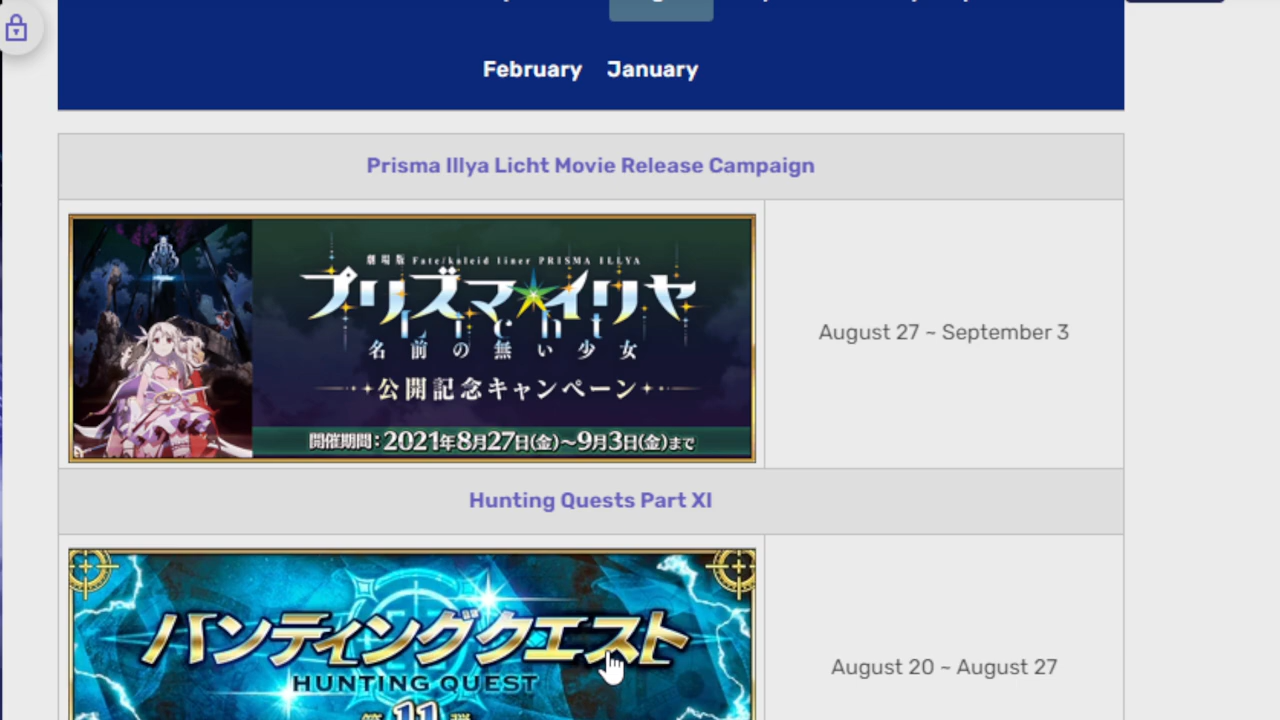 February January
Prisma Illya Licht Movie Release Campaign
劇場版 Fate/kaleid liner PRISMA ILLYA
プリズマ★イリヤ
Licht
名前の無い少女
公開記念キャンペーン
開催期間：2021年8月27日(金)～9月3日(金)まで
August 27 ~ September 3
Hunting Quests Part XI
ハンティングクエスト
HUNTING QUEST
第11弾
August 20 ~ August 27